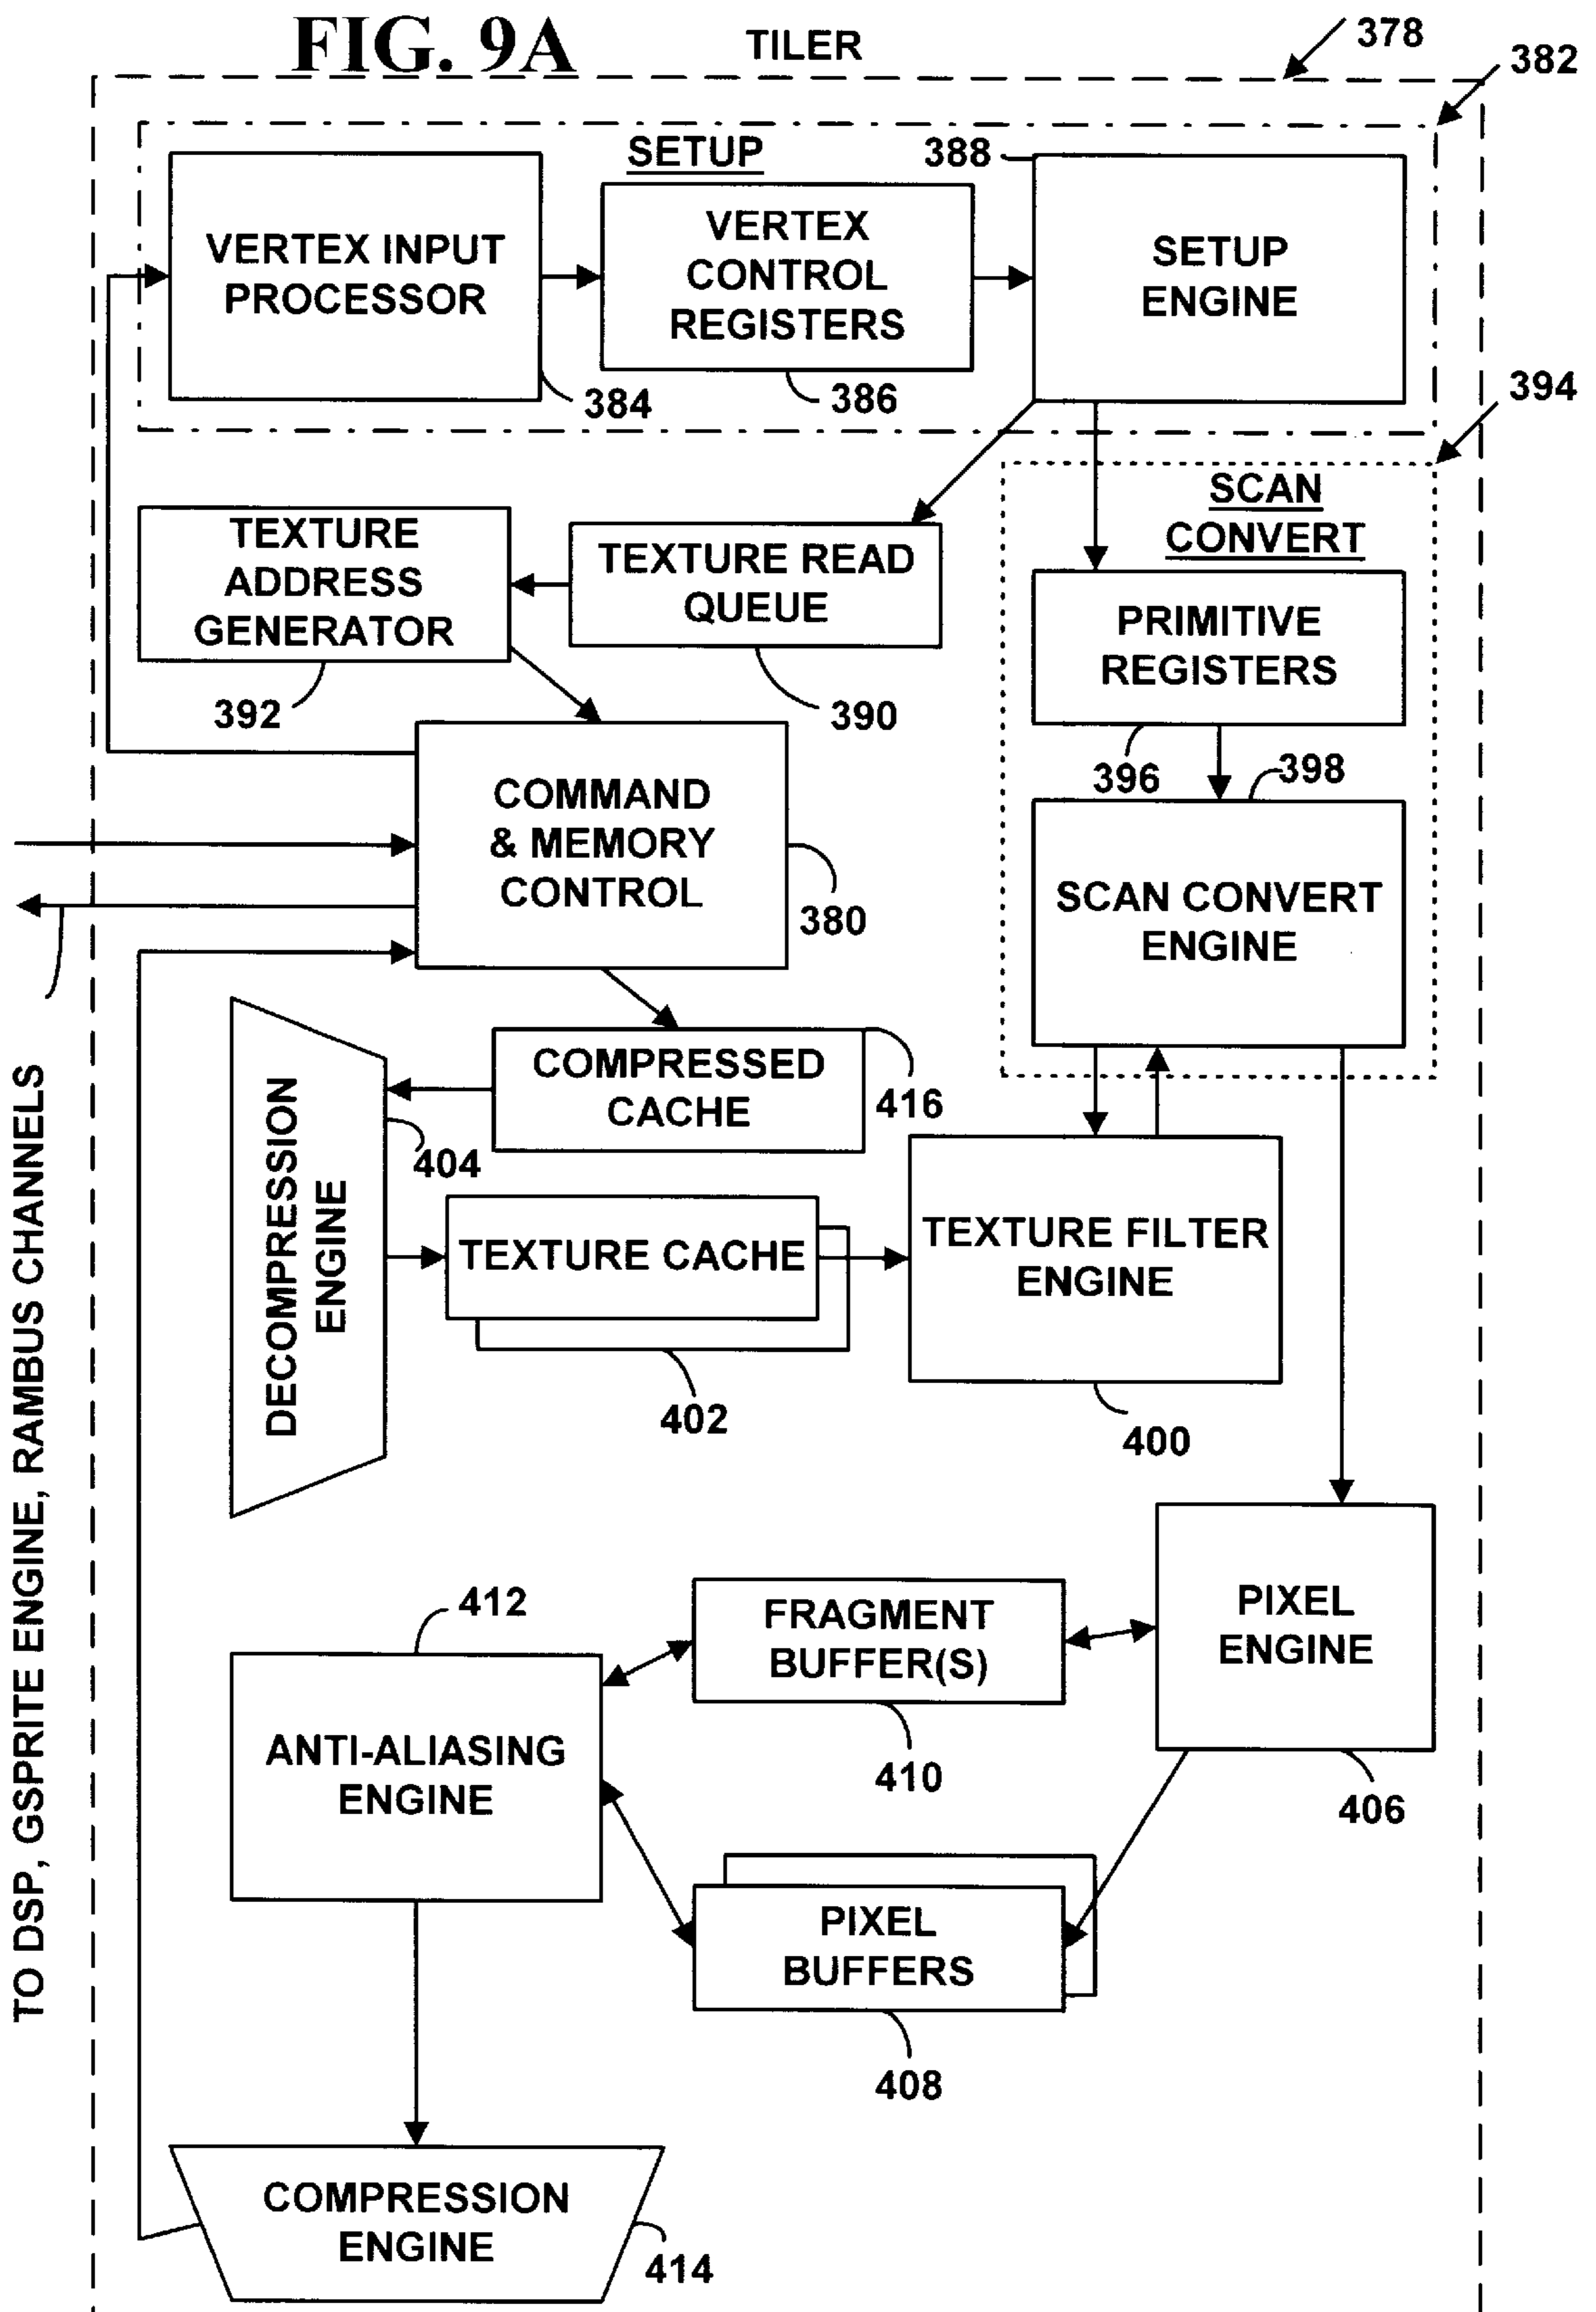 FIG. 9A
TILER
378
382
SETUP
388
VERTEX INPUT
PROCESSOR
VERTEX
CONTROL
REGISTERS
SETUP
ENGINE
384
386
394
SCAN
CONVERT
TEXTURE
ADDRESS
GENERATOR
TEXTURE READ
QUEUE
PRIMITIVE
REGISTERS
392
390
396
398
COMMAND
& MEMORY
CONTROL
380
SCAN CONVERT
ENGINE
COMPRESSED
CACHE
416
404
DECOMPRESSION
ENGINE
TEXTURE CACHE
TEXTURE FILTER
ENGINE
402
400
TO DSP, GSPRITE ENGINE, RAMBUS CHANNELS
412
FRAGMENT
BUFFER(S)
PIXEL
ENGINE
ANTI-ALIASING
ENGINE
410
406
PIXEL
BUFFERS
408
COMPRESSION
ENGINE
414